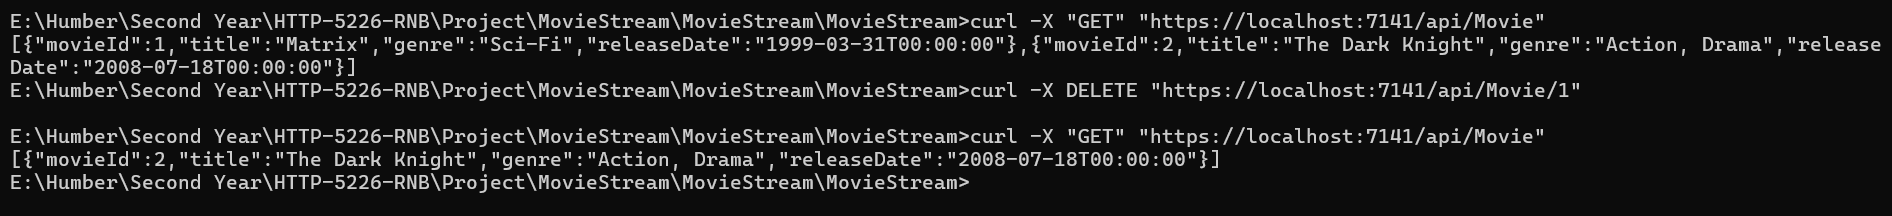 E:\Humber\Second Year\HTTP-5226-RNB\Project\MovieStream\MovieStream\MovieStream>curl -X "GET" "https://localhost:7141/api/Movie"
[{"movieId":1,"title":"Matrix","genre":"Sci-Fi","releaseDate":"1999-03-31T00:00:00"},{"movieId":2,"title":"The Dark Knight","genre":"Action, Drama","release
Date":"2008-07-18T00:00:00"}]
E:\Humber\Second Year\HTTP-5226-RNB\Project\MovieStream\MovieStream\MovieStream>curl -X DELETE "https://localhost:7141/api/Movie/1"
E:\Humber\Second Year\HTTP-5226-RNB\Project\MovieStream\MovieStream\MovieStream>curl -X "GET" "https://localhost:7141/api/Movie"
[{"movieId":2,"title":"The Dark Knight","genre":"Action, Drama","releaseDate":"2008-07-18T00:00:00"}]
E:\Humber\Second Year\HTTP-5226-RNB\Project\MovieStream\MovieStream\MovieStream>